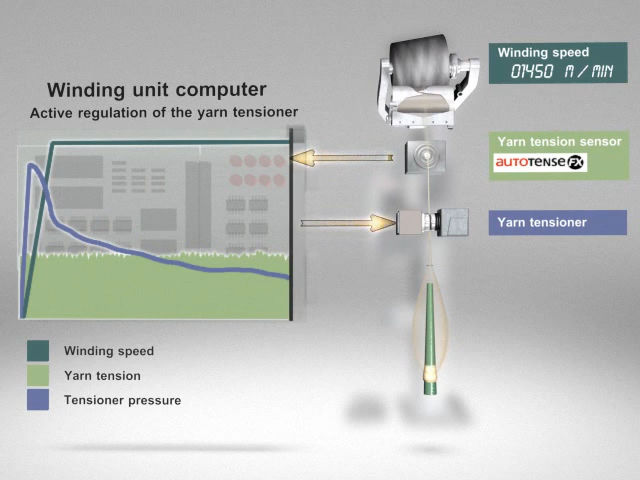 Winding unit computer
Active regulation of the yarn tensioner
Winding speed
01450 M/MIN
Yarn tension sensor
AUTOTENSE FX
Yarn tensioner
Winding speed
Yarn tension
Tensioner pressure